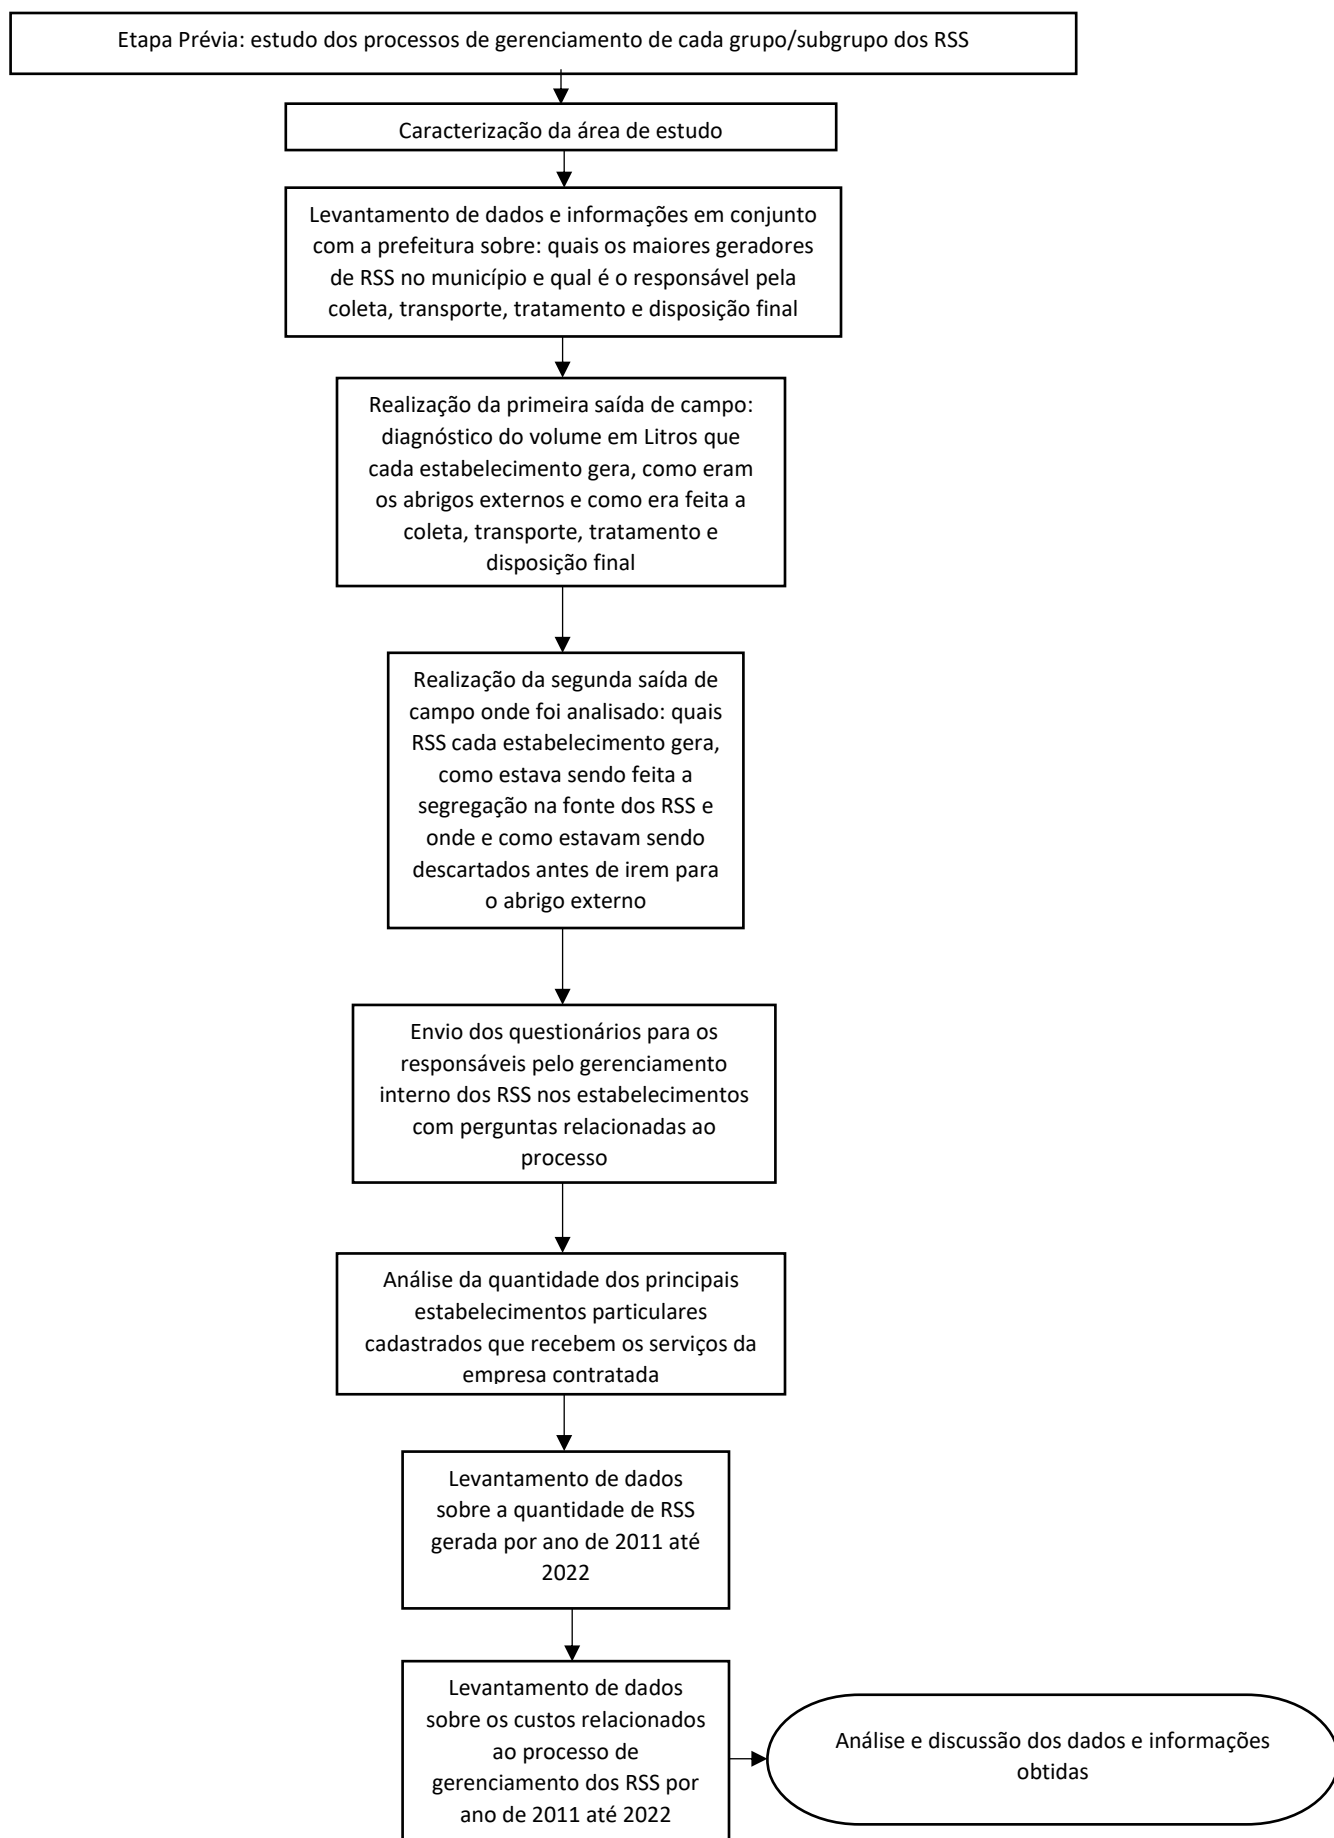 Etapa Prévia: estudo dos processos de gerenciamento de cada grupo/subgrupo dos RSS
Caracterização da área de estudo
Levantamento de dados e informações em conjunto
com a prefeitura sobre: quais os maiores geradores
de RSS no município e qual é o responsável pela
coleta, transporte, tratamento e disposição final
Realização da primeira saída de campo:
diagnóstico do volume em Litros que
cada estabelecimento gera, como eram
os abrigos externos e como era feita a
coleta, transporte, tratamento e
disposição final
Realização da segunda saída de
campo onde foi analisado: quais
RSS cada estabelecimento gera,
como estava sendo feita a
segregação na fonte dos RSS e
onde e como estavam sendo
descartados antes de irem para
o abrigo externo
Envio dos questionários para os
responsáveis pelo gerenciamento
interno dos RSS nos estabelecimentos
com perguntas relacionadas ao
processo
Análise da quantidade dos principais
estabelecimentos particulares
cadastrados que recebem os serviços da
empresa contratada
Levantamento de dados
sobre a quantidade de RSS
gerada por ano de 2011 até
2022
Levantamento de dados
sobre os custos relacionados
ao processo de
gerenciamento dos RSS por
ano de 2011 até 2022
Análise e discussão dos dados e informações
obtidas